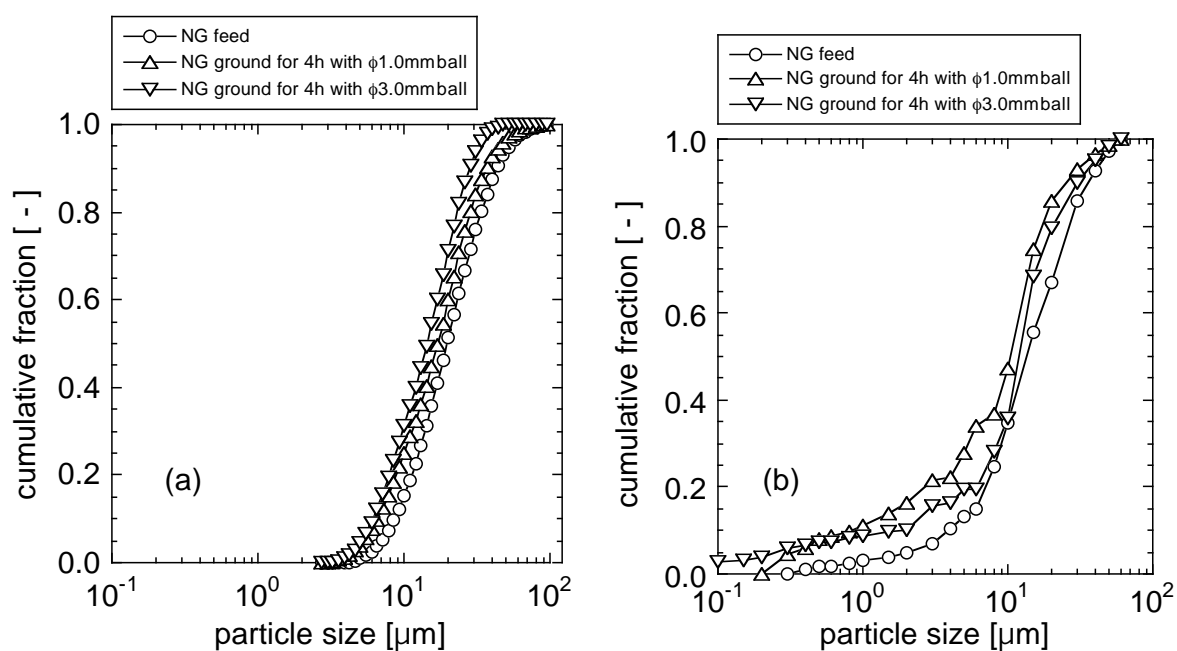 NG feed
NG ground for 4h with ϕ1.0mmball
NG ground for 4h with ϕ3.0mmball
1.0
0.8
0.6
0.4
0.2
0.0
cumulative fraction [ - ]
(a)
10⁻¹ 10⁰ 10¹ 10²
particle size [µm]
NG feed
NG ground for 4h with ϕ1.0mmball
NG ground for 4h with ϕ3.0mmball
1.0
0.8
0.6
0.4
0.2
0.0
cumulative fraction [ - ]
(b)
10⁻¹ 10⁰ 10¹ 10²
particle size [µm]